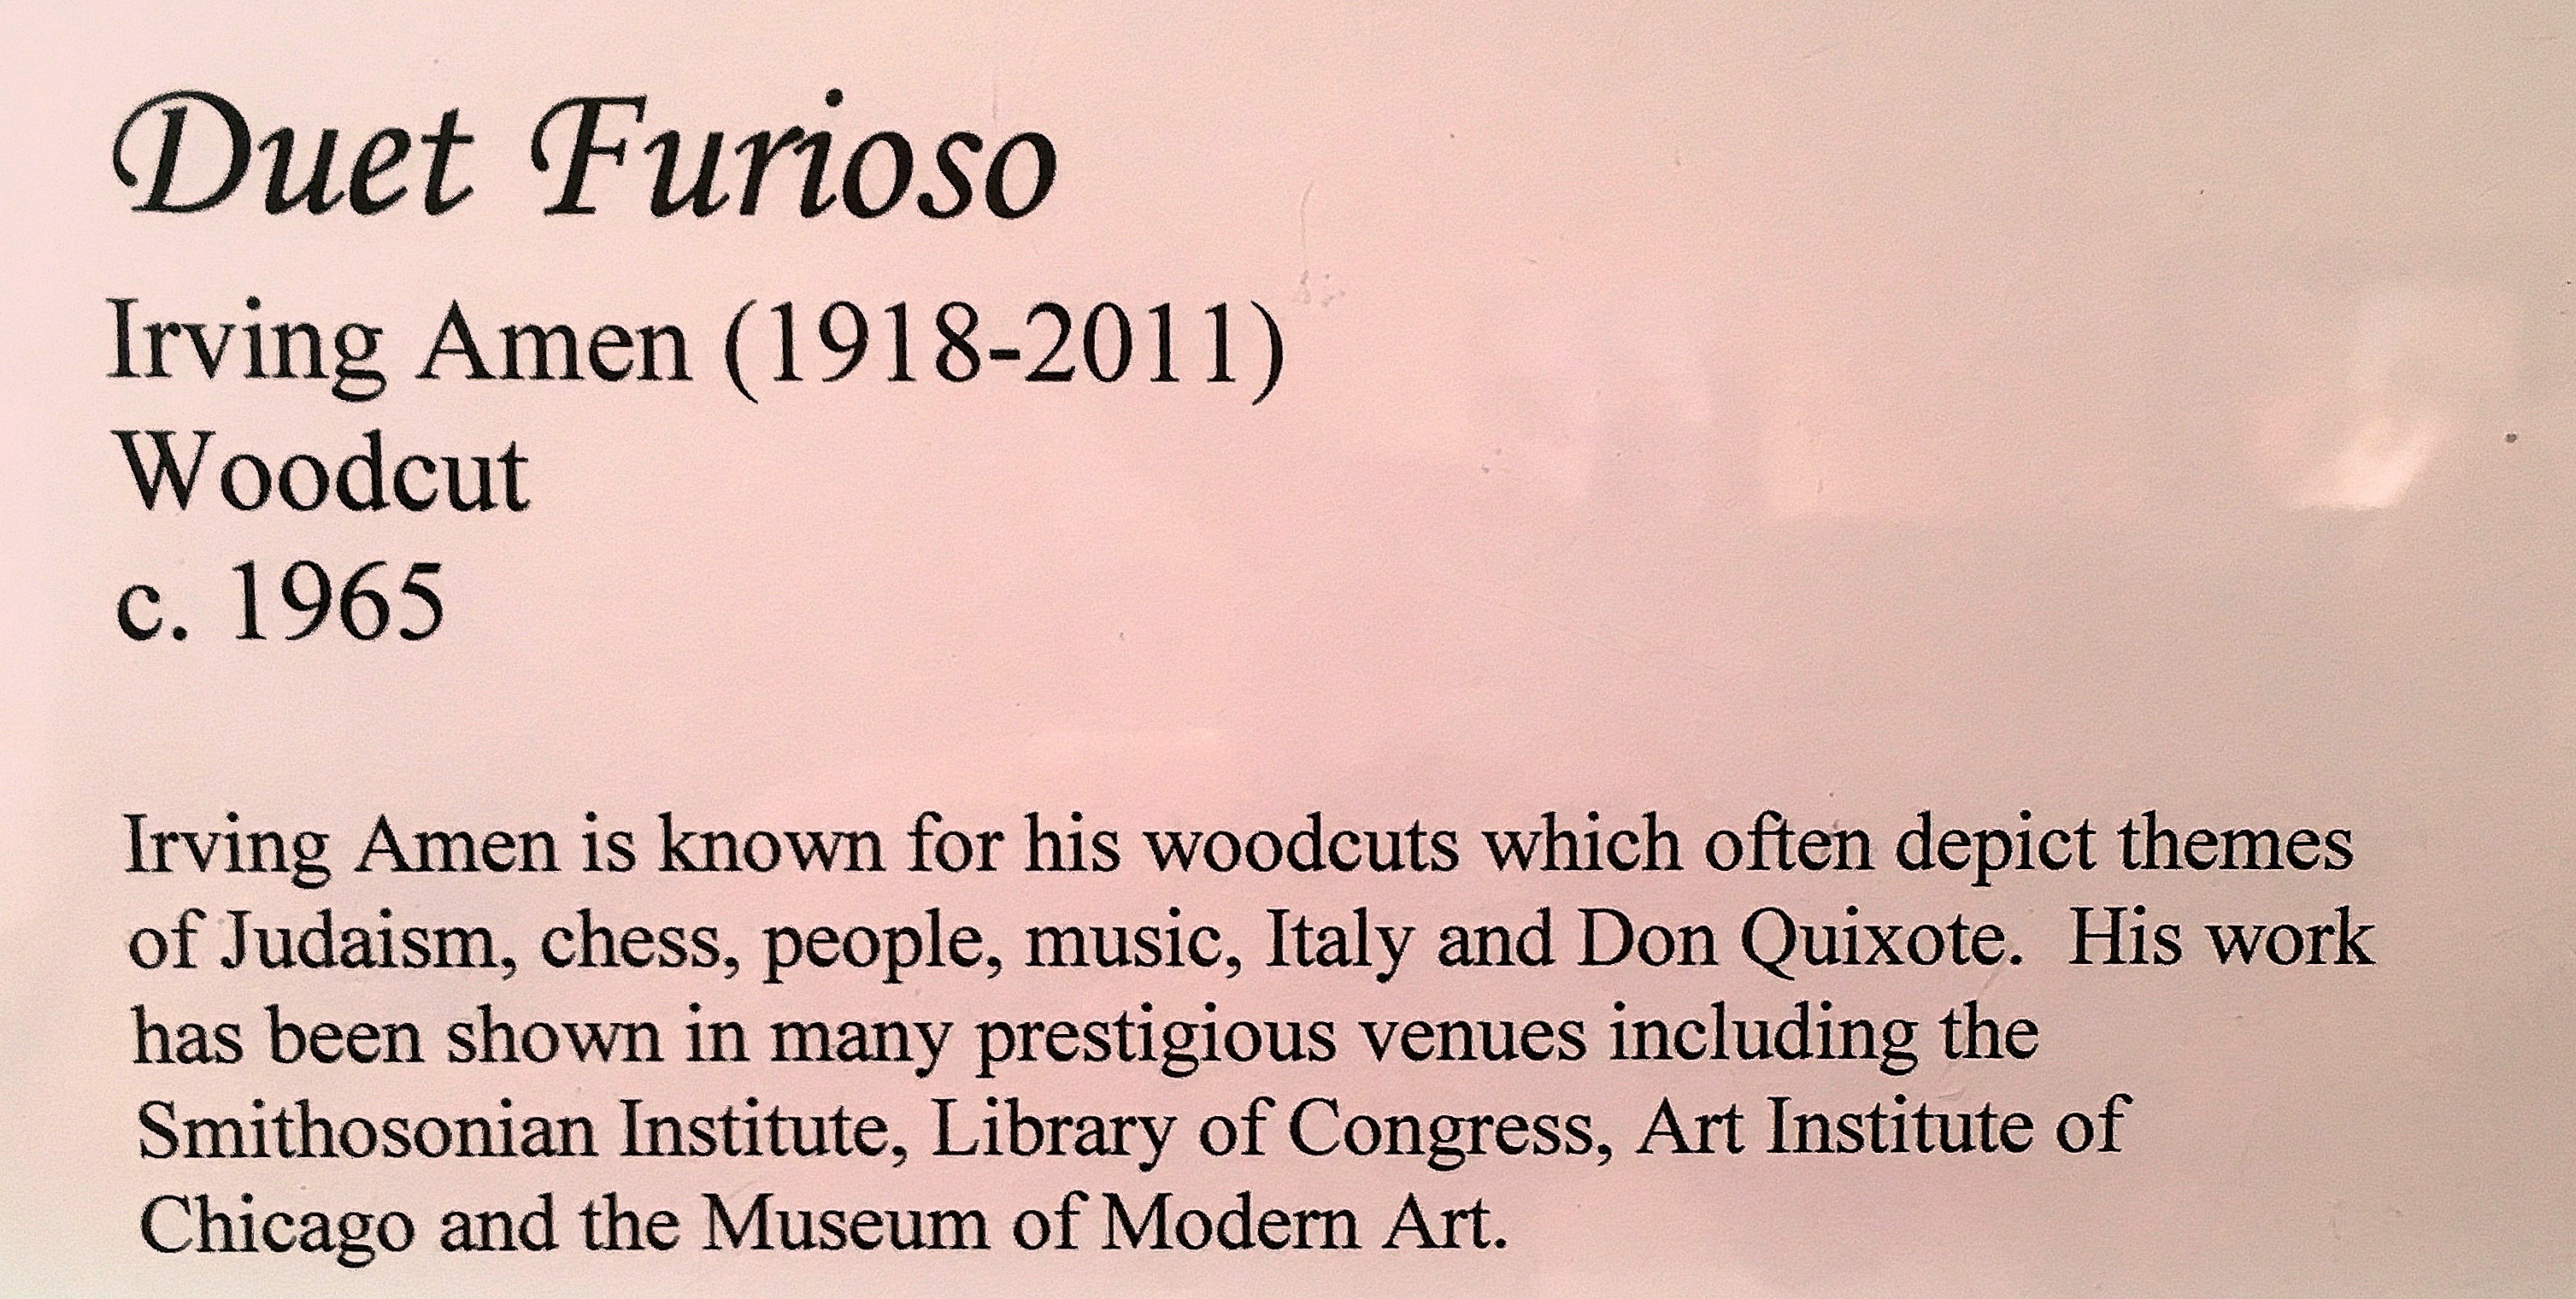 Duet Furioso
Irving Amen (1918-2011)
Woodcut
c. 1965
Irving Amen is known for his woodcuts which often depict themes
of Judaism, chess, people, music, Italy and Don Quixote.  His work
has been shown in many prestigious venues including the
Smithosonian Institute, Library of Congress, Art Institute of
Chicago and the Museum of Modern Art.